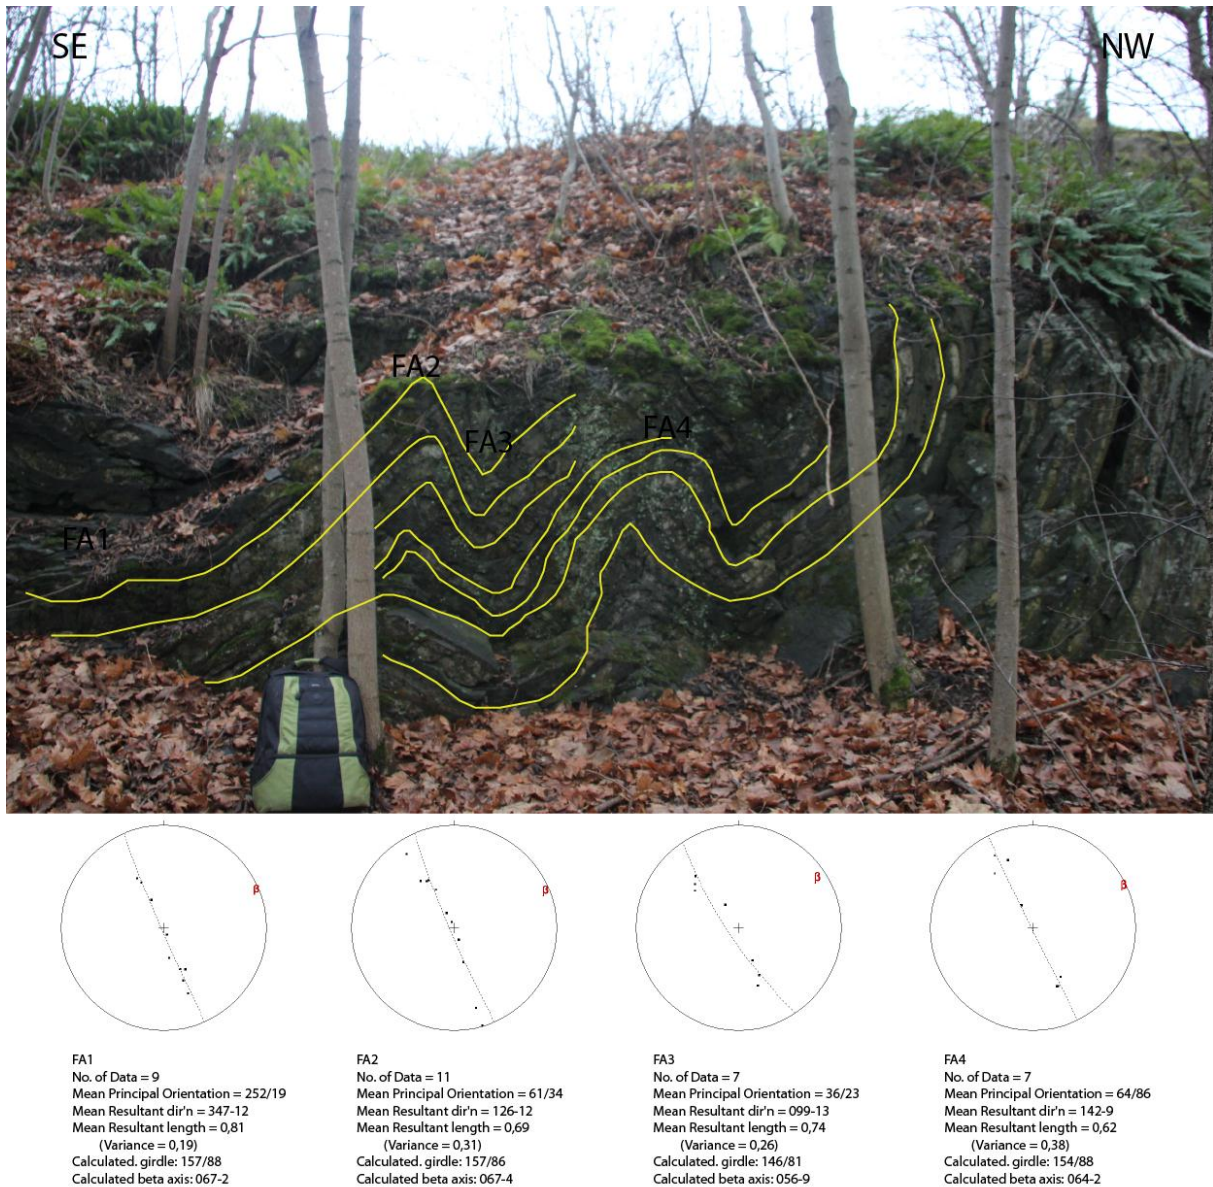 SE
NW
FA2
FA3
FA4
FA1
β
β
β
β
FA1
No. of Data = 9
Mean Principal Orientation = 252/19
Mean Resultant dir'n = 347-12
Mean Resultant length = 0,81
(Variance = 0,19)
Calculated. girdle: 157/88
Calculated beta axis: 067-2
FA2
No. of Data = 11
Mean Principal Orientation = 61/34
Mean Resultant dir'n = 126-12
Mean Resultant length = 0,69
(Variance = 0,31)
Calculated. girdle: 157/86
Calculated beta axis: 067-4
FA3
No. of Data = 7
Mean Principal Orientation = 36/23
Mean Resultant dir'n = 099-13
Mean Resultant length = 0,74
(Variance = 0,26)
Calculated. girdle: 146/81
Calculated beta axis: 056-9
FA4
No. of Data = 7
Mean Principal Orientation = 64/86
Mean Resultant dir'n = 142-9
Mean Resultant length = 0,62
(Variance = 0,38)
Calculated. girdle: 154/88
Calculated beta axis: 064-2